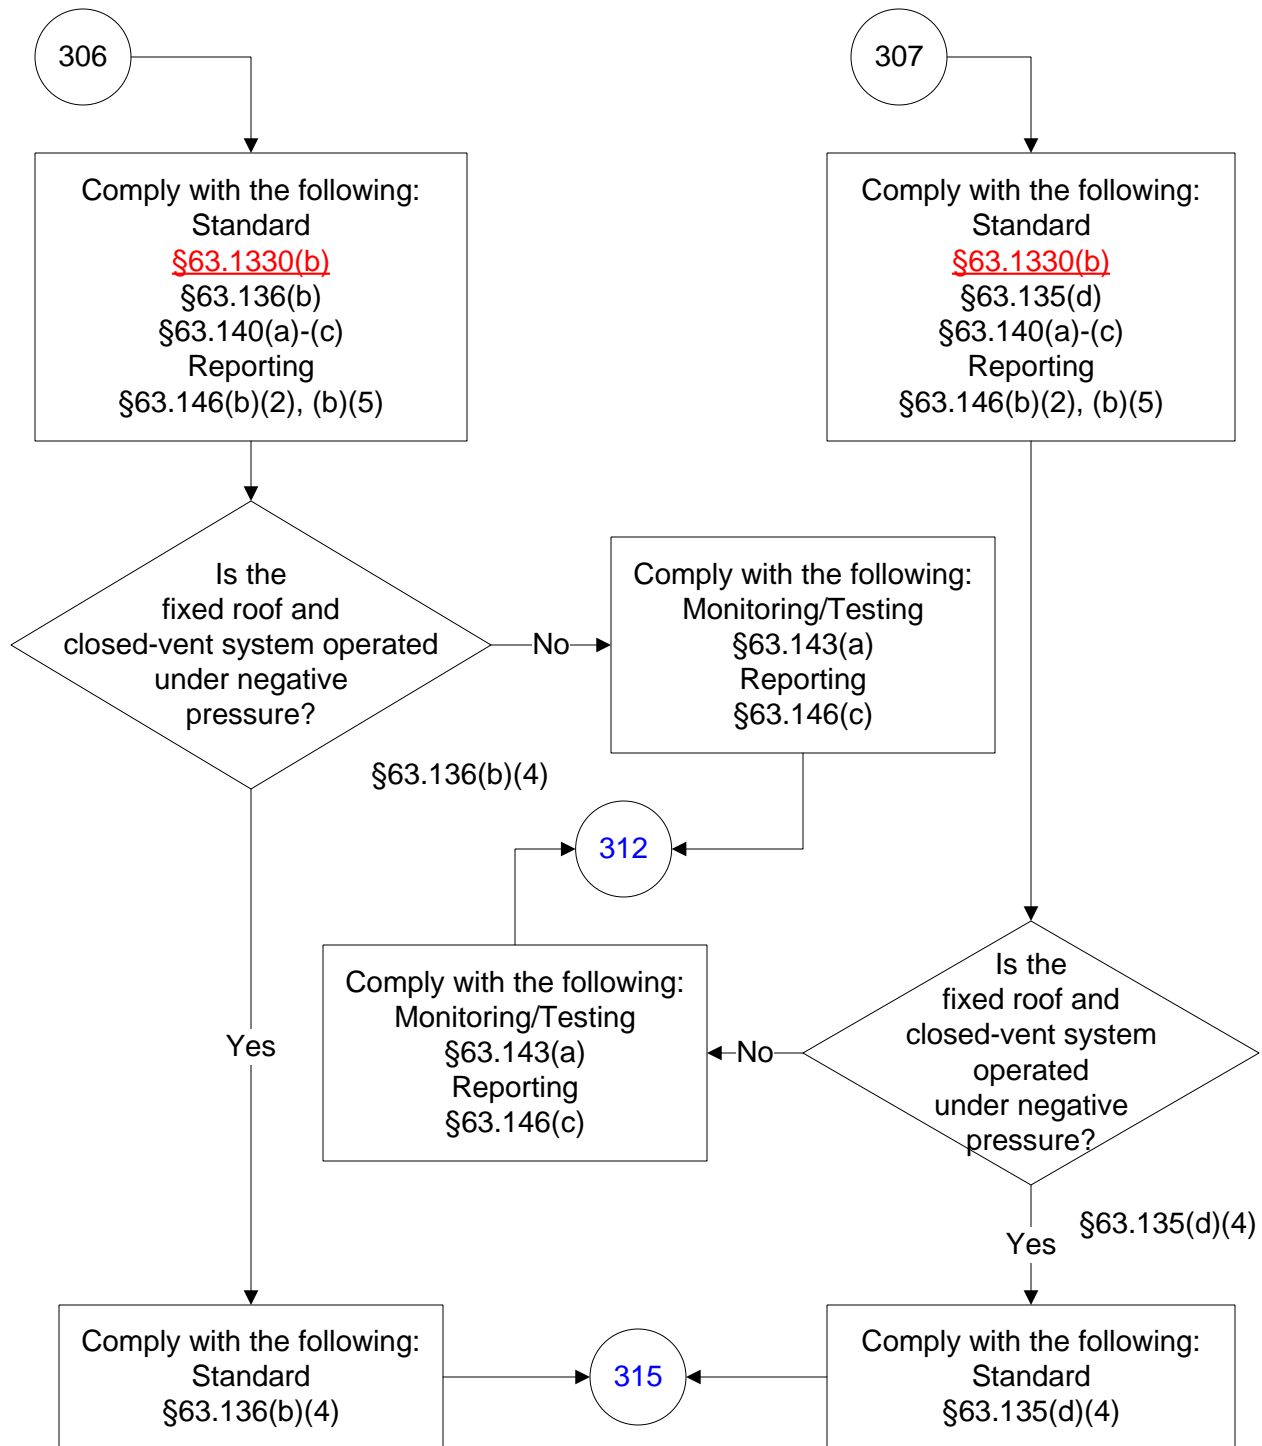 306
307
Comply with the following:
Standard
§63.1330(b)
§63.136(b)
§63.140(a)-(c)
Reporting
§63.146(b)(2), (b)(5)
Comply with the following:
Standard
§63.1330(b)
§63.135(d)
§63.140(a)-(c)
Reporting
§63.146(b)(2), (b)(5)
Is the
fixed roof and
closed-vent system operated
under negative
pressure?
No
Comply with the following:
Monitoring/Testing
§63.143(a)
Reporting
§63.146(c)
§63.136(b)(4)
312
Comply with the following:
Monitoring/Testing
§63.143(a)
Reporting
§63.146(c)
No
Is the
fixed roof and
closed-vent system
operated
under negative
pressure?
Yes
§63.135(d)(4)
Yes
Comply with the following:
Standard
§63.136(b)(4)
315
Comply with the following:
Standard
§63.135(d)(4)